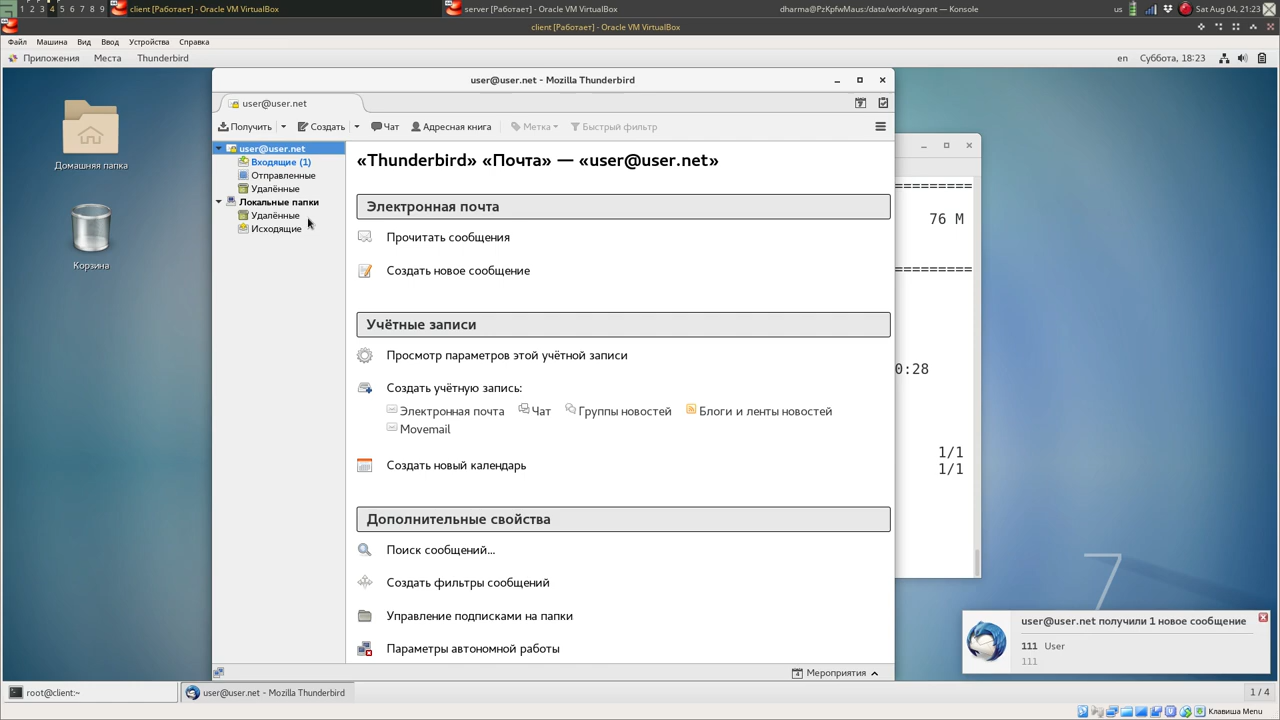 1 2 3 4 5 6 7 8 9
client [Работает] - Oracle VM VirtualBox
server [Работает] - Oracle VM VirtualBox
dharma@PzKpfwMaus:/data/work/vagrant — Konsole
us
Sat Aug 04, 21:23
client [Работает] - Oracle VM VirtualBox
Файл Машина Вид Ввод Устройства Справка
Приложения Места Thunderbird
en Суббота, 18:23
user@user.net - Mozilla Thunderbird
user@user.net
Получить Создать Чат Адресная книга Метка Быстрый фильтр
user@user.net
Входящие (1)
Отправленные
Удалённые
Локальные папки
Удалённые
Исходящие
«Thunderbird» «Почта» — «user@user.net»
Электронная почта
Прочитать сообщения
Создать новое сообщение
Учётные записи
Просмотр параметров этой учётной записи
Создать учётную запись:
Электронная почта Чат Группы новостей Блоги и ленты новостей
Movemail
Создать новый календарь
Дополнительные свойства
Поиск сообщений...
Создать фильтры сообщений
Управление подписками на папки
Параметры автономной работы
Мероприятия
=========
76 M
=========
0:28
1/1
1/1
7
Домашняя папка
Корзина
user@user.net получили 1 новое сообщение
111 User
111
root@client:~
user@user.net - Mozilla Thunderbird
1 / 4
Клавиша Menu